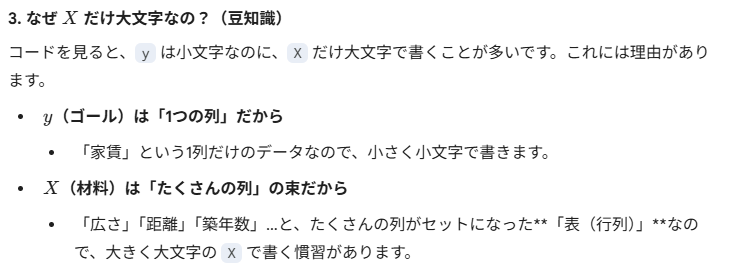 3. なぜ X だけ大文字なの？（豆知識）
コードを見ると、 y は小文字なのに、 X だけ大文字で書くことが多いです。これには理由があり
ます。
• y（ゴール）は「1つの列」だから
• 「家賃」という1列だけのデータなので、小さく小文字で書きます。
• X（材料）は「たくさんの列」の束だから
• 「広さ」「距離」「築年数」...と、たくさんの列がセットになった**「表（行列）」**なの
で、大きく大文字の X で書く慣習があります。